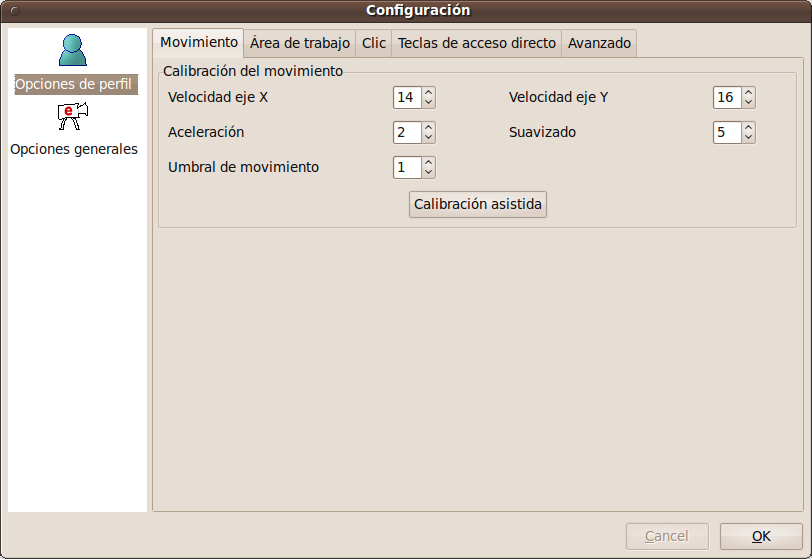 Configuración
Opciones de perfil
e
Opciones generales
Movimiento Área de trabajo Clic Teclas de acceso directo Avanzado
Calibración del movimiento
Velocidad eje X 14 Velocidad eje Y 16
Aceleración 2 Suavizado 5
Umbral de movimiento 1
Calibración asistida
Cancel OK